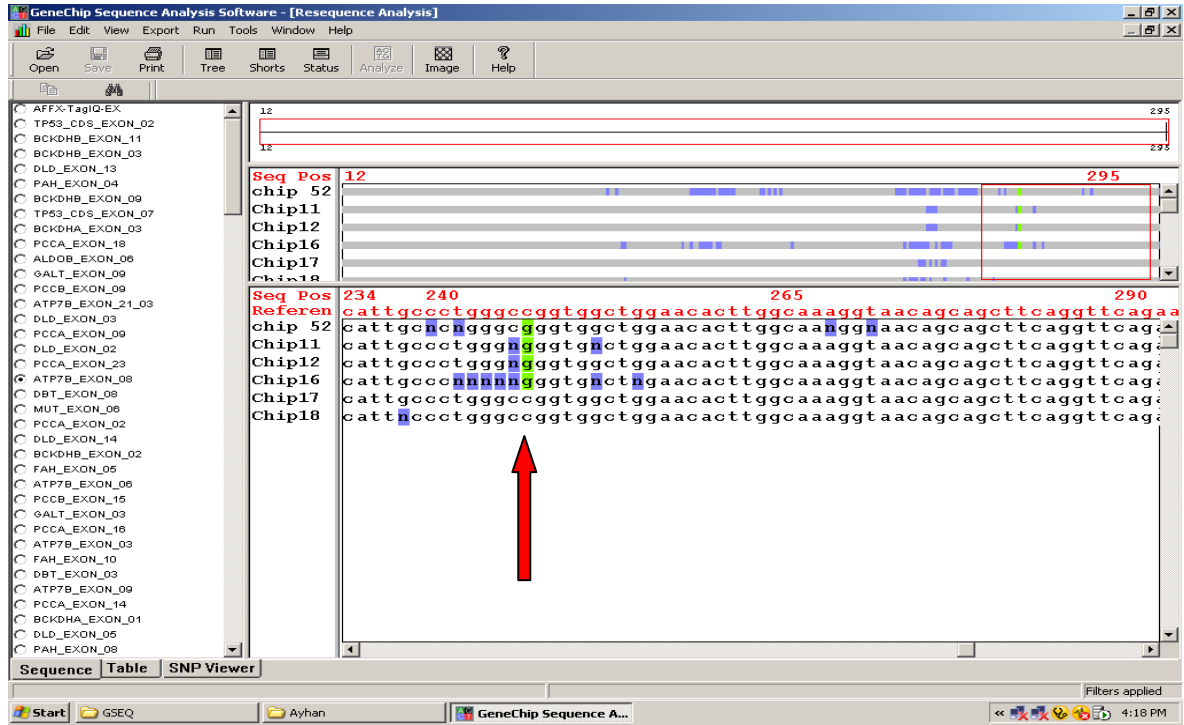 GeneChip Sequence Analysis Software - [Resequence Analysis]
File Edit View Export Run Tools Window Help
Open Save Print Tree Shorts Status Analyze Image Help
AFFX-TagIQ-EX
TP53_CDS_EXON_02
BCKDHB_EXON_11
BCKDHB_EXON_03
DLD_EXON_13
PAH_EXON_04
BCKDHB_EXON_09
TP53_CDS_EXON_07
BCKDHA_EXON_03
PCCA_EXON_18
ALDOB_EXON_06
GALT_EXON_09
PCCB_EXON_09
ATP7B_EXON_21_03
DLD_EXON_03
PCCA_EXON_09
DLD_EXON_02
PCCA_EXON_23
ATP7B_EXON_08
DBT_EXON_08
MUT_EXON_06
PCCA_EXON_02
DLD_EXON_14
BCKDHB_EXON_02
FAH_EXON_05
ATP7B_EXON_06
PCCB_EXON_15
GALT_EXON_03
PCCA_EXON_16
ATP7B_EXON_03
FAH_EXON_10
DBT_EXON_03
ATP7B_EXON_09
PCCA_EXON_14
BCKDHA_EXON_01
DLD_EXON_05
PAH_EXON_08
12 295
12 295
Seq Pos 12 295
chip 52
Chip11
Chip12
Chip16
Chip17
Chip18
Seq Pos 234 240 265 290
Referen cattgccctgggccggtggctggaacacttggcaaaggtaacagcagcttcaggttcagaa
chip 52 cattgcncngggcgggtggctggaacacttggcaanggnaacagcagcttcaggttcaga
Chip11 cattgccctgggngggtgnctggaacacttggcaaaggtaacagcagcttcaggttcaga
Chip12 cattgccctgggngggtggctggaacacttggcaaaggtaacagcagcttcaggttcaga
Chip16 cattgcccnnnnngggtgnctngaacacttggcaaaggtaacagcagcttcaggttcaga
Chip17 cattgccctgggccggtggctggaacacttggcaaaggtaacagcagcttcaggttcaga
Chip18 cattnccctgggccggtggctggaacacttggcaaaggtaacagcagcttcaggttcaga
Sequence Table SNP Viewer
Filters applied
Start GSEQ Ayhan GeneChip Sequence A... « 4:18 PM